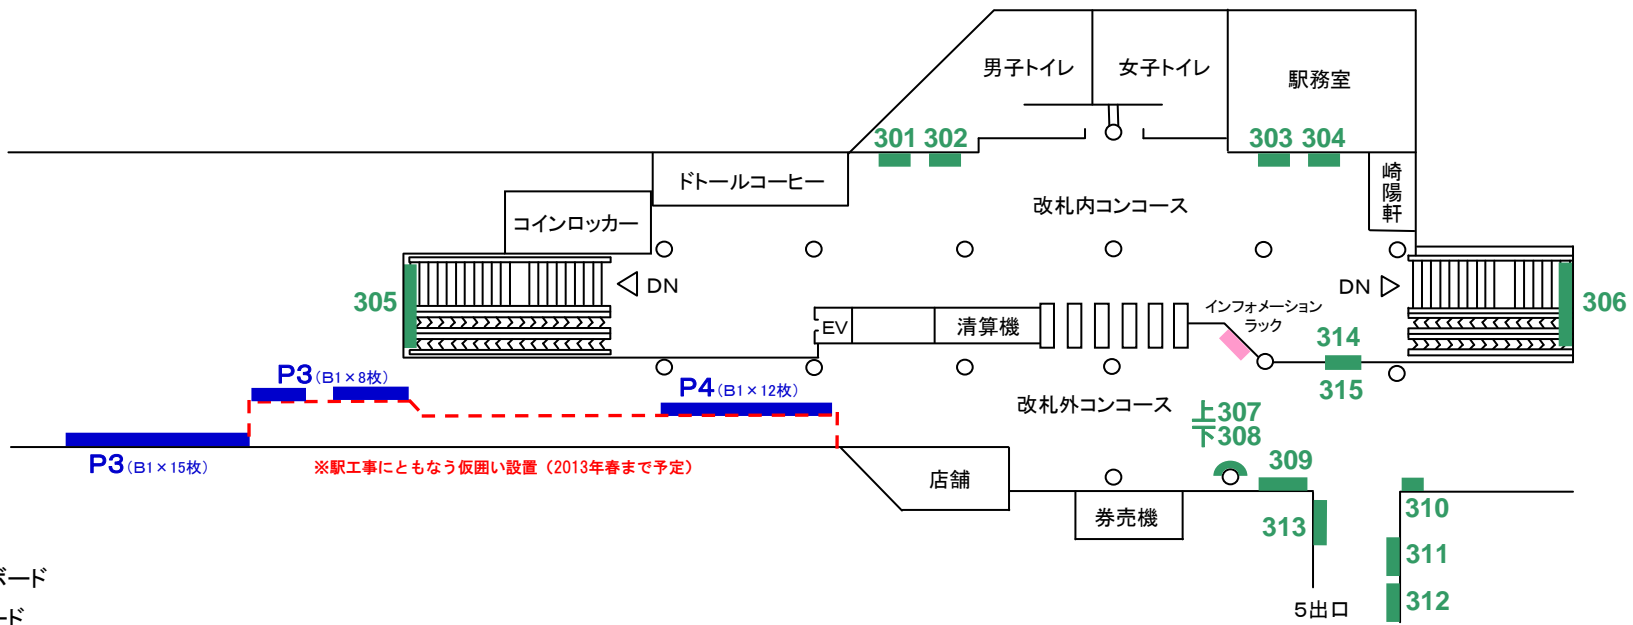 男子トイレ
女子トイレ
駅務室
301
302
303
304
ドトールコーヒー
崎陽軒
コインロッカー
改札内コンコース
DN
DN
305
306
インフォメーション
ラック
EV
清算機
314
315
P3(B1×8枚)
P4(B1×12枚)
改札外コンコース
上307
下308
P3(B1×15枚)
※駅工事にともなう仮囲い設置（2013年春まで予定）
店舗
309
310
券売機
313
311
312
5出口
ボード
ード